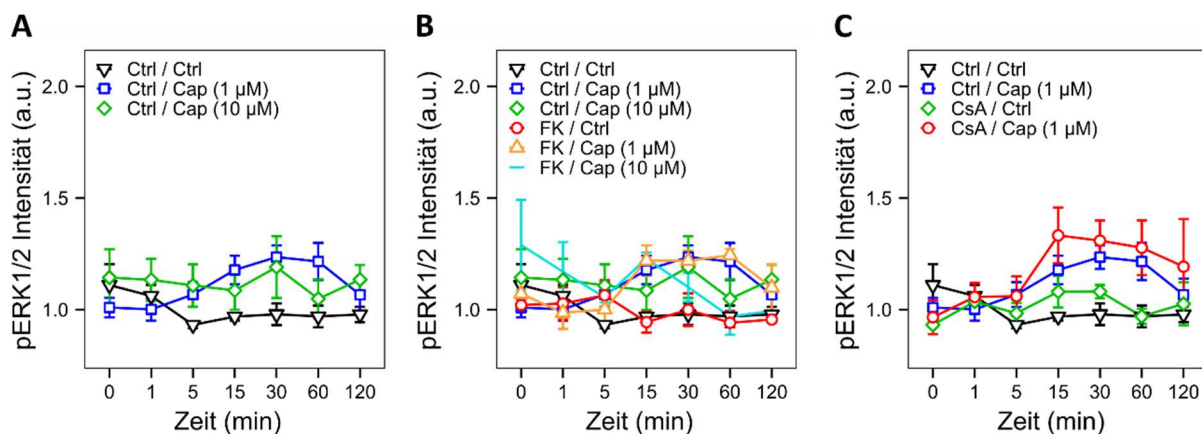 A
pERK1/2 Intensität (a.u.)
2.0
1.5
1.0
Ctrl / Ctrl
Ctrl / Cap (1 µM)
Ctrl / Cap (10 µM)
0 1 5 15 30 60 120
Zeit (min)
B
pERK1/2 Intensität (a.u.)
2.0
1.5
1.0
Ctrl / Ctrl
Ctrl / Cap (1 µM)
Ctrl / Cap (10 µM)
FK / Ctrl
FK / Cap (1 µM)
FK / Cap (10 µM)
0 1 5 15 30 60 120
Zeit (min)
C
pERK1/2 Intensität (a.u.)
2.0
1.5
1.0
Ctrl / Ctrl
Ctrl / Cap (1 µM)
CsA / Ctrl
CsA / Cap (1 µM)
0 1 5 15 30 60 120
Zeit (min)